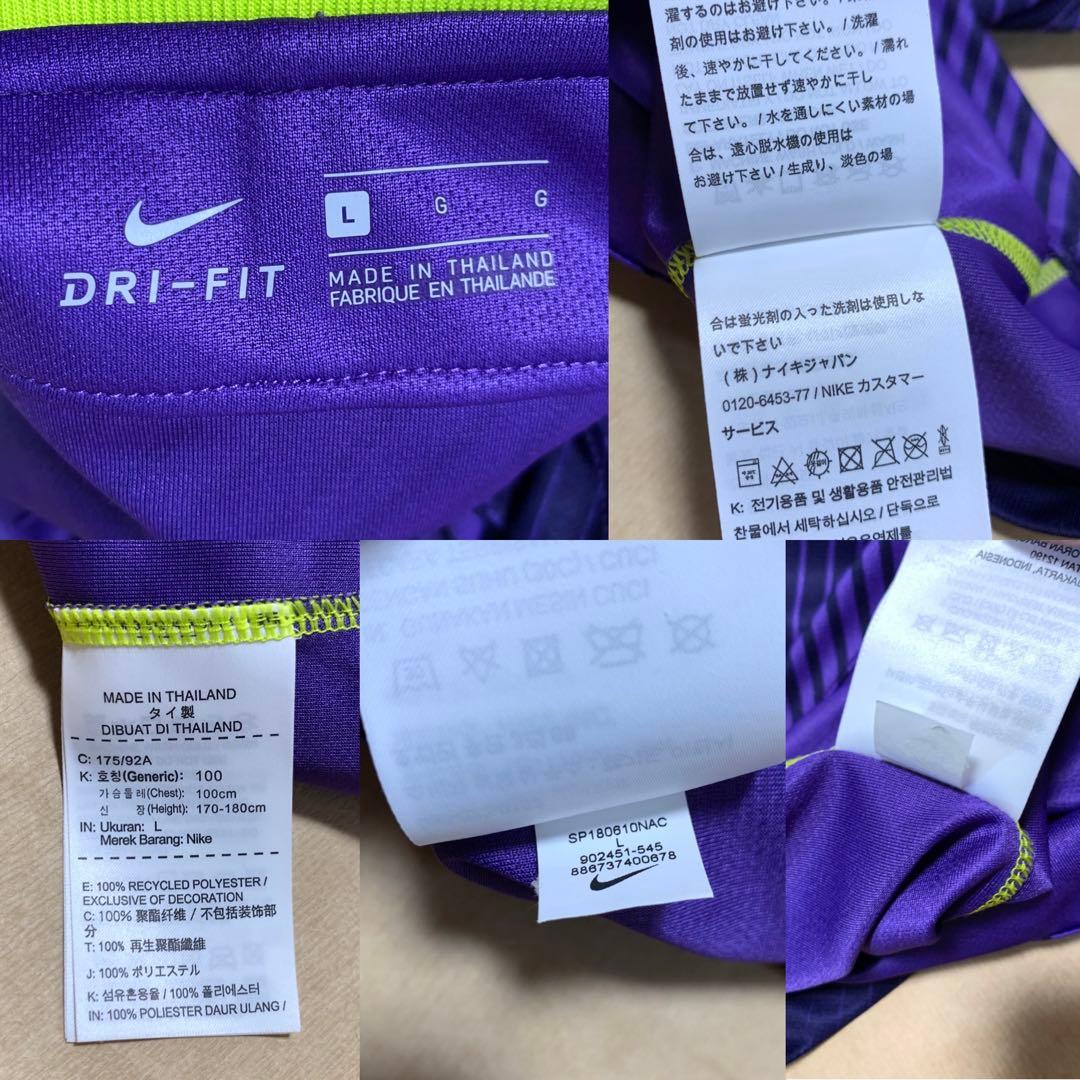 DRI-FIT
L G G
MADE IN THAILAND
FABRIQUE EN THAILANDE
濯するのはお避け下さい。/
剤の使用はお避け下さい。/ 洗濯
後、速やかに干してください。/ 濡れ
たままで放置せず速やかに干し
て下さい。/ 水を通しにくい素材の場
合は、遠心脱水機の使用は
お避け下さい / 生成り、淡色の場
合は蛍光剤の入った洗剤は使用しな
いで下さい
(株) ナイキジャパン
0120-6453-77 / NIKE カスタマー
サービス
K: 전기용품 및 생활용품 안전관리법
찬물에서 세탁하십시오 / 단독으로
MADE IN THAILAND
タイ製
DIBUAT DI THAILAND
C: 175/92A
K: 호칭(Generic): 100
가슴둘레(Chest): 100cm
신 장(Height): 170-180cm
IN: Ukuran: L
Merek Barang: Nike
E: 100% RECYCLED POLYESTER /
EXCLUSIVE OF DECORATION
C: 100% 聚酯纤维 / 不包括装饰部
分
T: 100% 再生聚酯纖維
J: 100% ポリエステル
K: 섬유혼용율 / 100% 폴리에스터
IN: 100% POLIESTER DAUR ULANG /
SP180610NAC
L
902451-545
886737400678
JAKARTA, INDONESIA